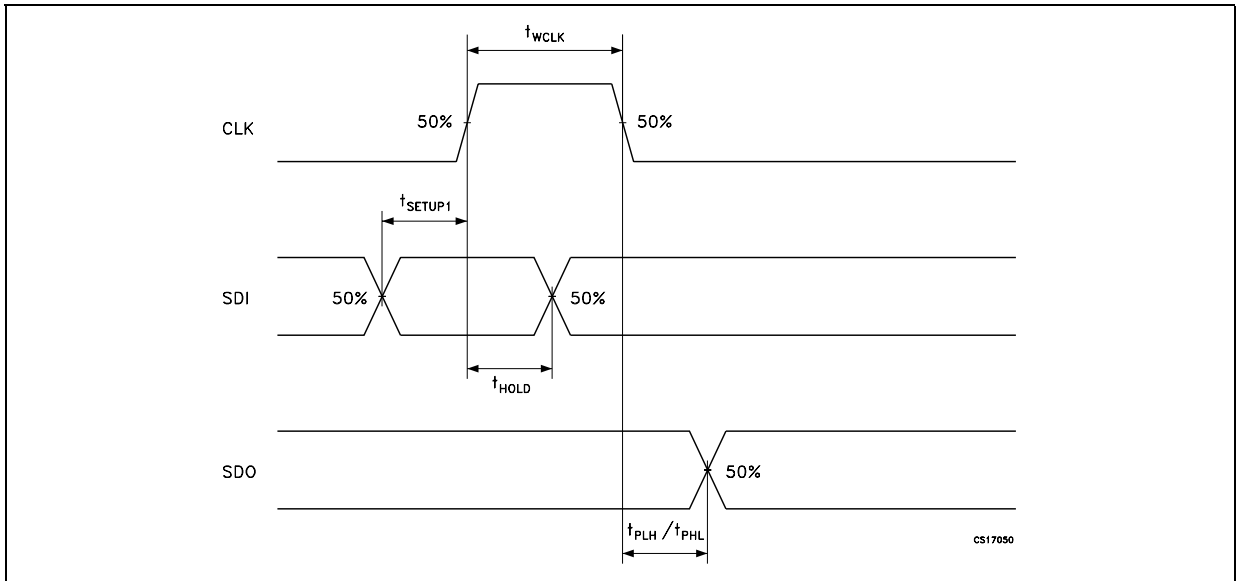 tWCLK
CLK
50%
50%
tSETUP1
SDI
50%
50%
tHOLD
SDO
50%
tPLH /tPHL
CS17050